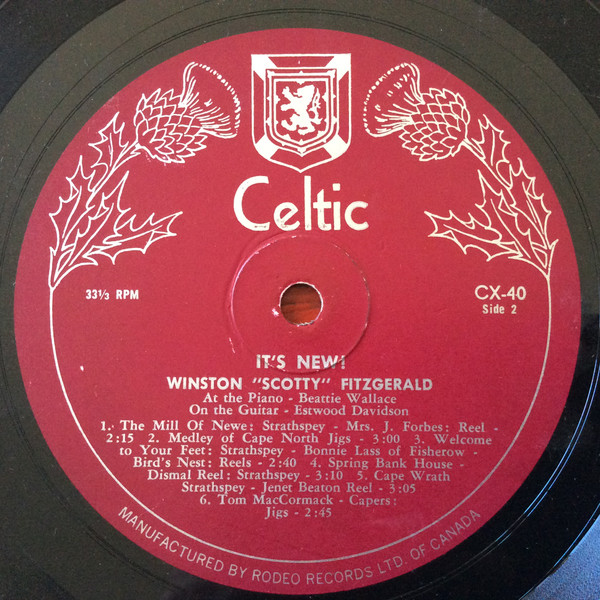 Celtic
33 1/3 RPM
CX-40
Side 2
IT'S NEW!
WINSTON "SCOTTY" FITZGERALD
At the Piano - Beattie Wallace
On the Guitar - Estwood Davidson
1. The Mill Of Newe: Strathspey - Mrs. J. Forbes: Reel -
2:15 2. Medley of Cape North Jigs - 3:00 3. Welcome
to Your Feet: Strathspey - Bonnie Lass of Fisherow -
Bird's Nest: Reels - 2:40 4. Spring Bank House -
Dismal Reel: Strathspey - 3:10 5. Cape Wrath
Strathspey - Jenet Beaton Reel - 3:05
6. Tom MacCormack - Capers:
Jigs - 2:45
MANUFACTURED BY RODEO RECORDS LTD. OF CANADA